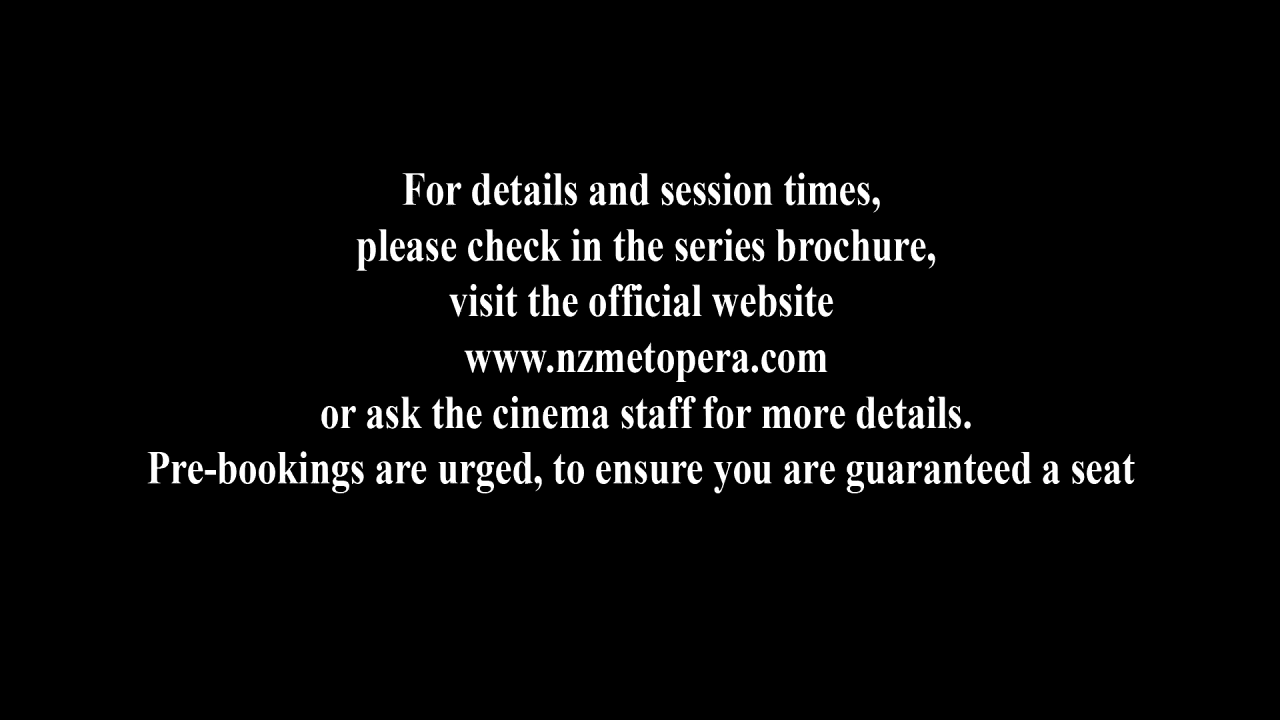 For details and session times,
please check in the series brochure,
visit the official website
www.nzmetopera.com
or ask the cinema staff for more details.
Pre-bookings are urged, to ensure you are guaranteed a seat